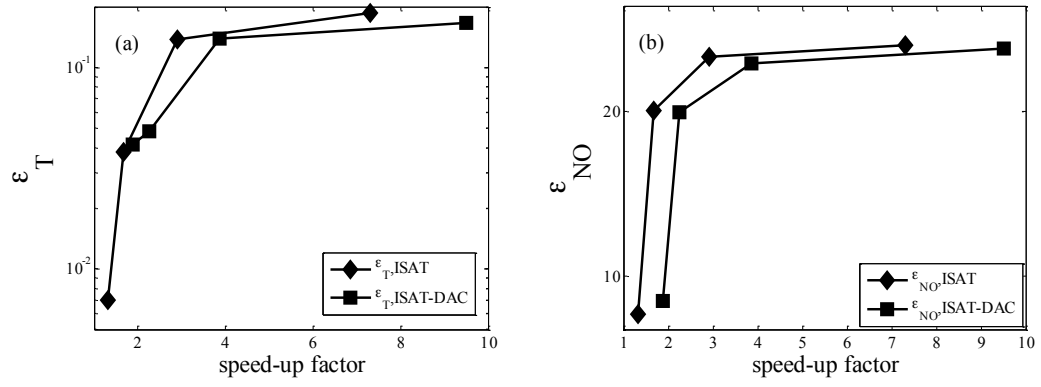 (a)
10⁻¹
10⁻²
ε_T
2 4 6 8 10
speed-up factor
ε_T,ISAT
ε_T,ISAT-DAC
(b)
20
10
ε_NO
1 2 3 4 5 6 7 8 9 10
speed-up factor
ε_NO,ISAT
ε_NO,ISAT-DAC